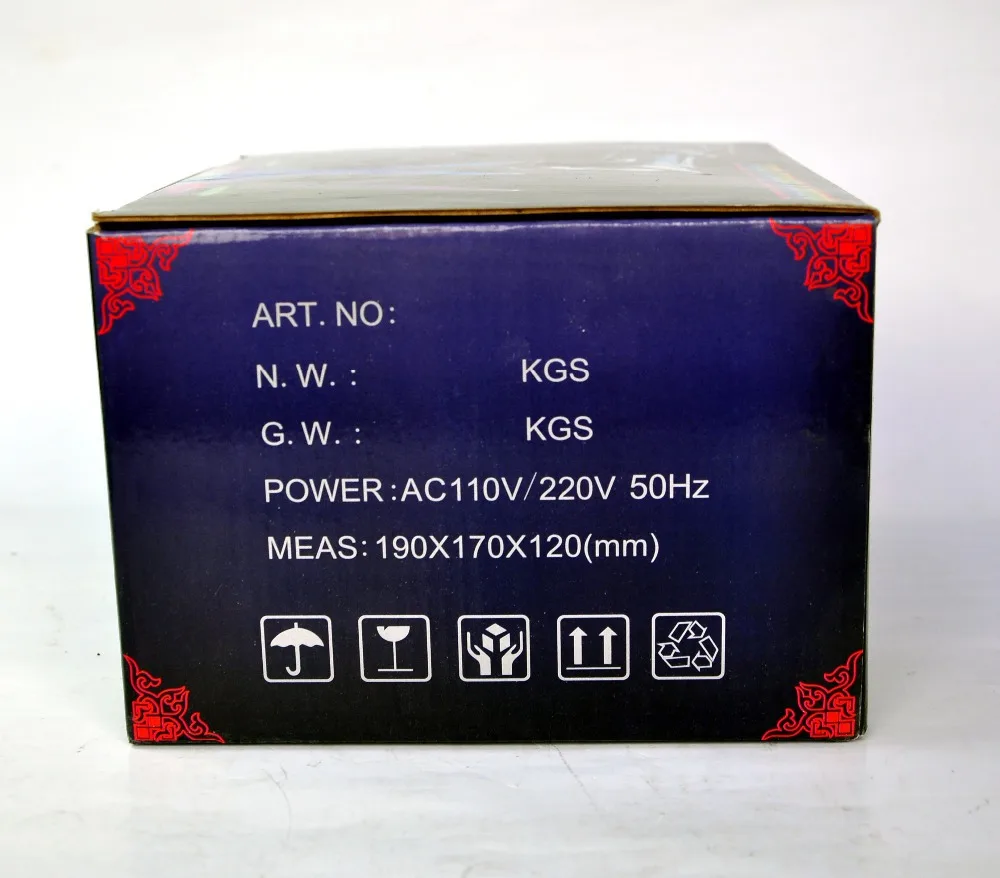 ART. NO:
N. W. : KGS
G. W. : KGS
POWER:AC110V/220V 50Hz
MEAS: 190X170X120(mm)